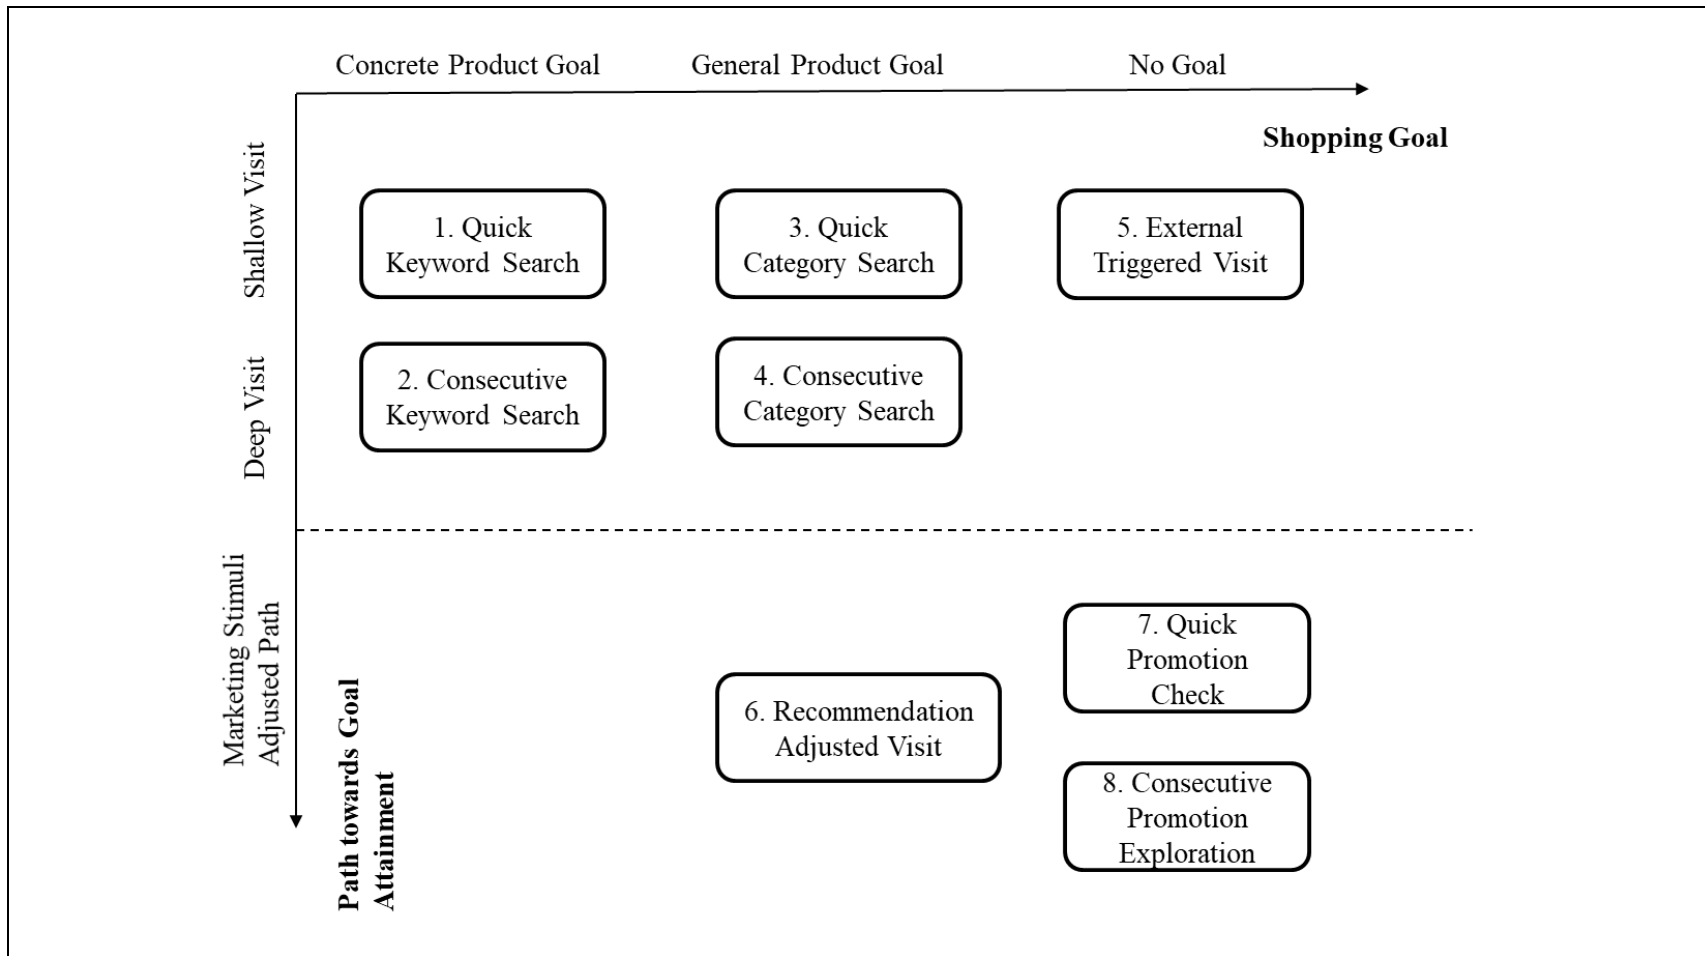 Concrete Product Goal
General Product Goal
No Goal
Shopping Goal
Shallow Visit
1. Quick
Keyword Search
3. Quick
Category Search
5. External
Triggered Visit
Deep Visit
2. Consecutive
Keyword Search
4. Consecutive
Category Search
Marketing Stimuli
Adjusted Path
Path towards Goal
Attainment
6. Recommendation
Adjusted Visit
7. Quick
Promotion
Check
8. Consecutive
Promotion
Exploration